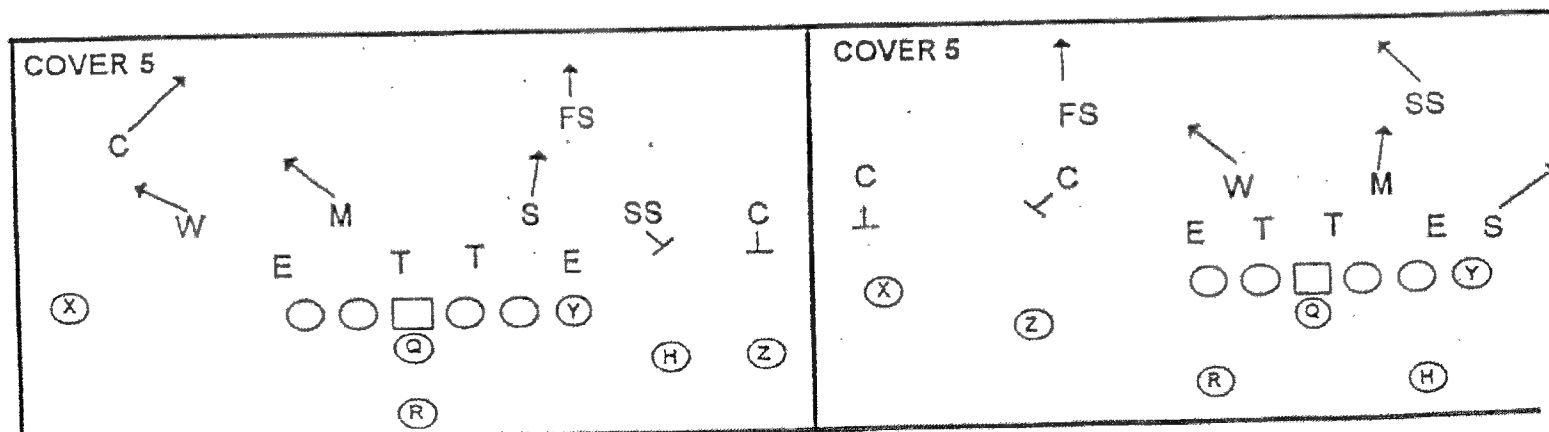 COVER 5
FS
C
W M S SS C
E T T E
X Y
Q
H Z
R
COVER 5
SS
FS
C C W M
E T T E S
X Y
Z Q
R H